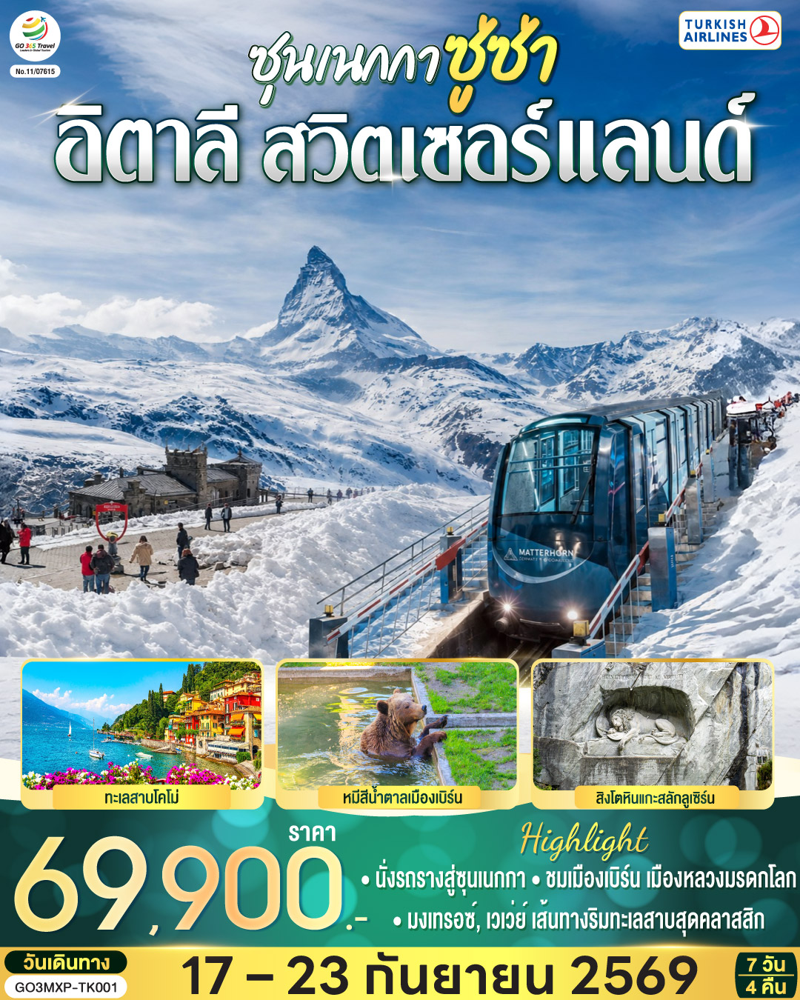 GO 365 Travel
Leaders in Global Tourism
No.11/07615
TURKISH
AIRLINES
ซุนเนกกา ซู่ซ่า
อิตาลี สวิตเซอร์แลนด์
MATTERHORN
ทะเลสาบโคโม่
หมีสีน้ำตาลเมืองเบิร์น
สิงโตหินแกะสลักลูเซิร์น
ราคา
69,900.-
Highlight
• นั่งรถรางสู่ซุนเนกกา • ชมเมืองเบิร์น เมืองหลวงมรดกโลก
• มงเทรอซ์, เวเว่ย์ เส้นทางริมทะเลสาบสุดคลาสสิก
วันเดินทาง
GO3MXP-TK001
17 – 23 กันยายน 2569
7 วัน
4 คืน